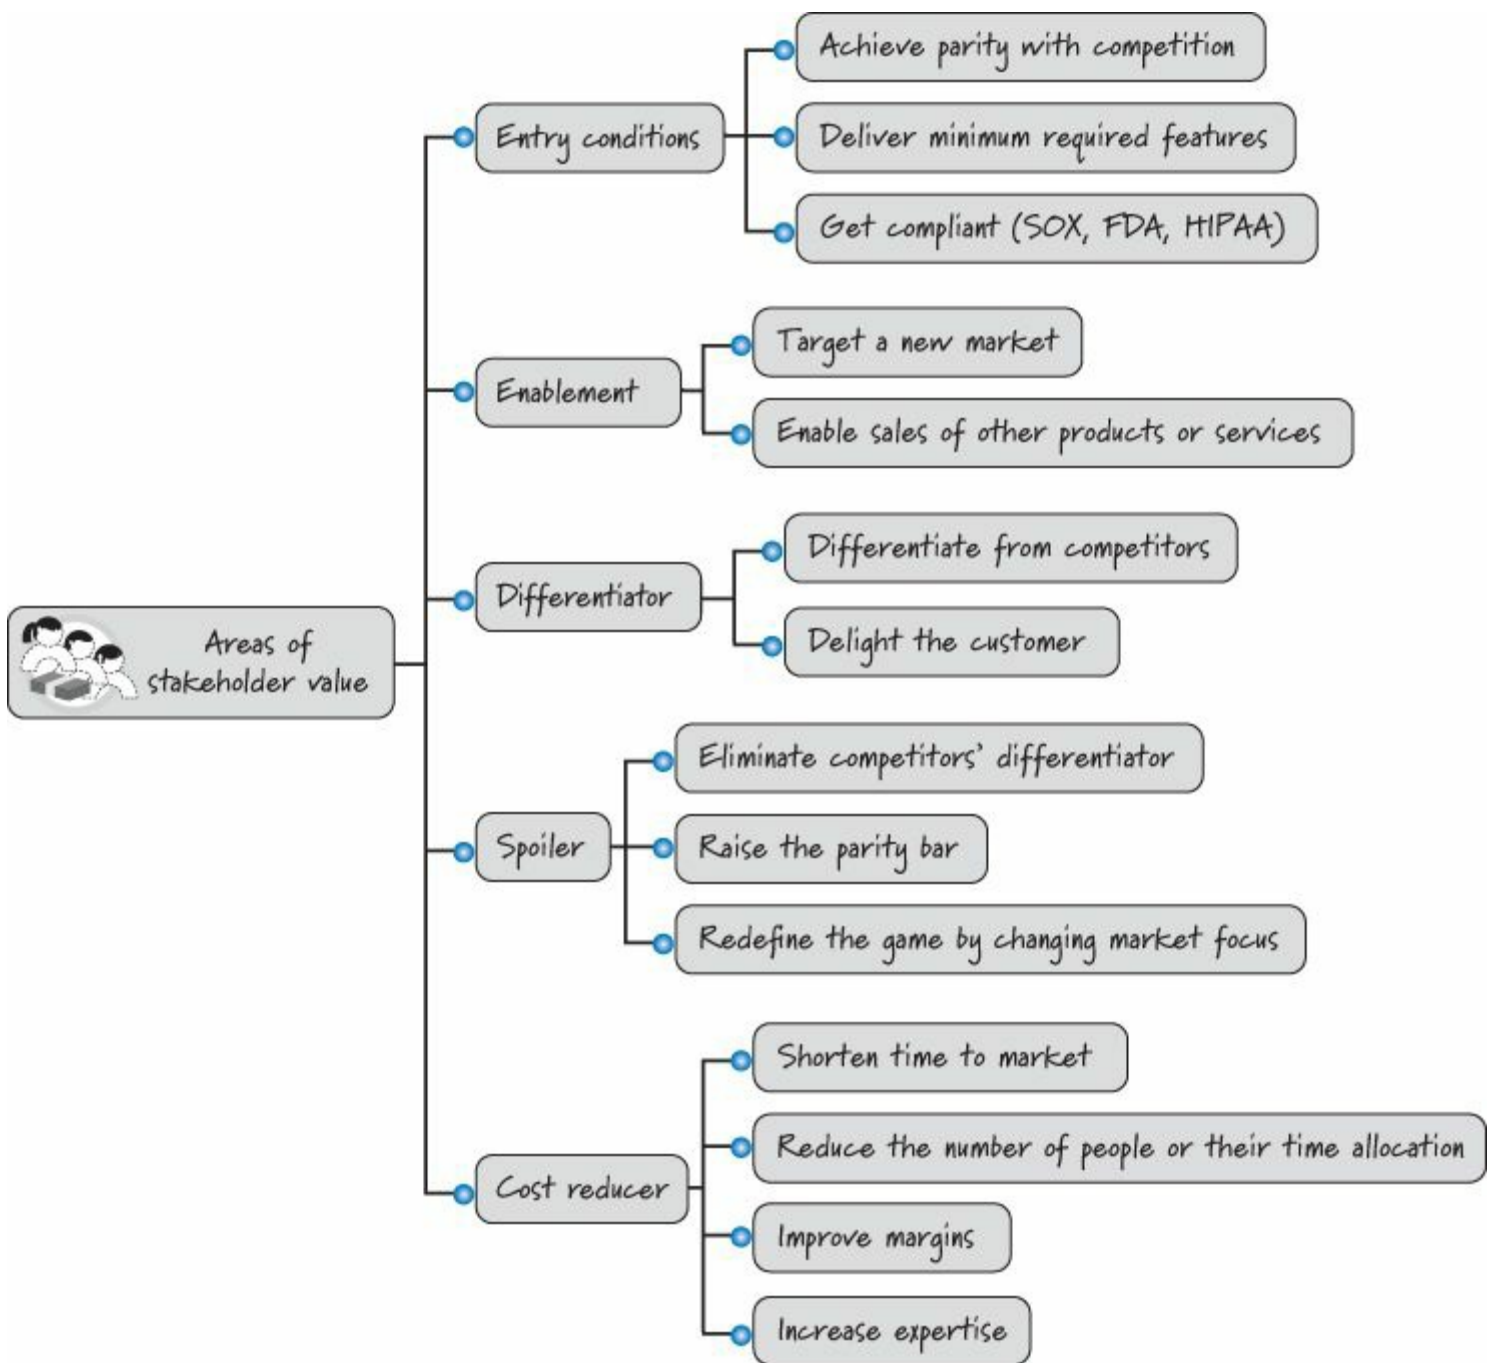 Achieve parity with competition
Entry conditions
Deliver minimum required features
Get compliant (SOX, FDA, HIPAA)
Target a new market
Enablement
Enable sales of other products or services
Differentiate from competitors
Differentiator
Delight the customer
Areas of
stakeholder value
Eliminate competitors’ differentiator
Spoiler
Raise the parity bar
Redefine the game by changing market focus
Shorten time to market
Reduce the number of people or their time allocation
Cost reducer
Improve margins
Increase expertise